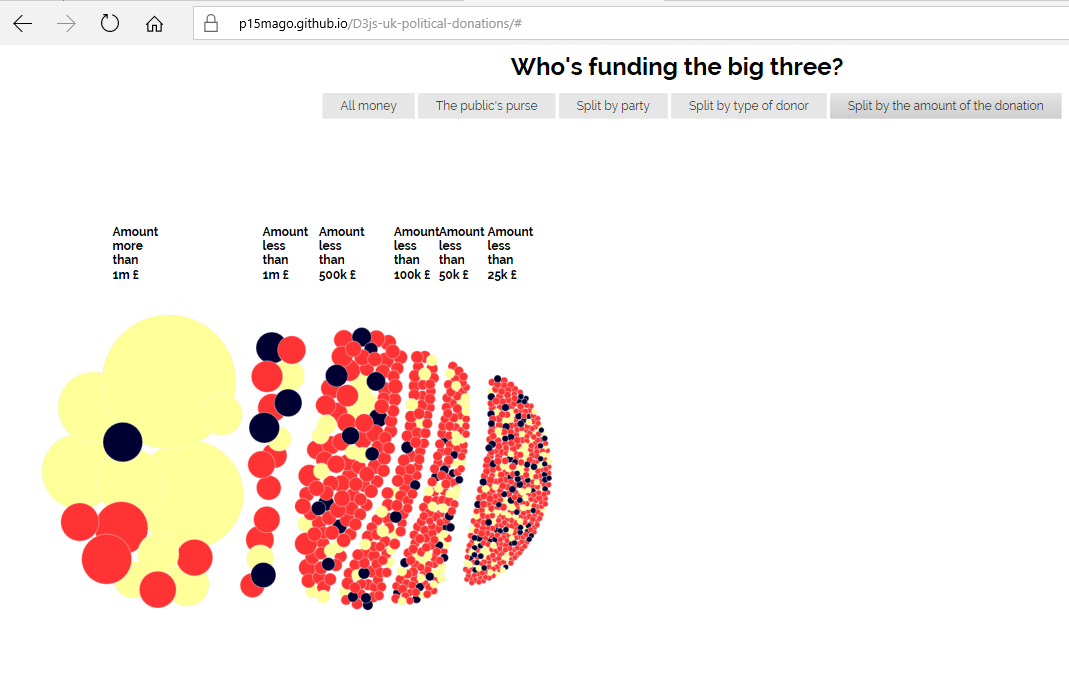 p15mago.github.io/D3js-uk-political-donations/#
Who's funding the big three?
All money
The public's purse
Split by party
Split by type of donor
Split by the amount of the donation
Amount
more
than
1m £
Amount
less
than
1m £
Amount
less
than
500k £
Amount
less
than
100k £
Amount
less
than
50k £
Amount
less
than
25k £